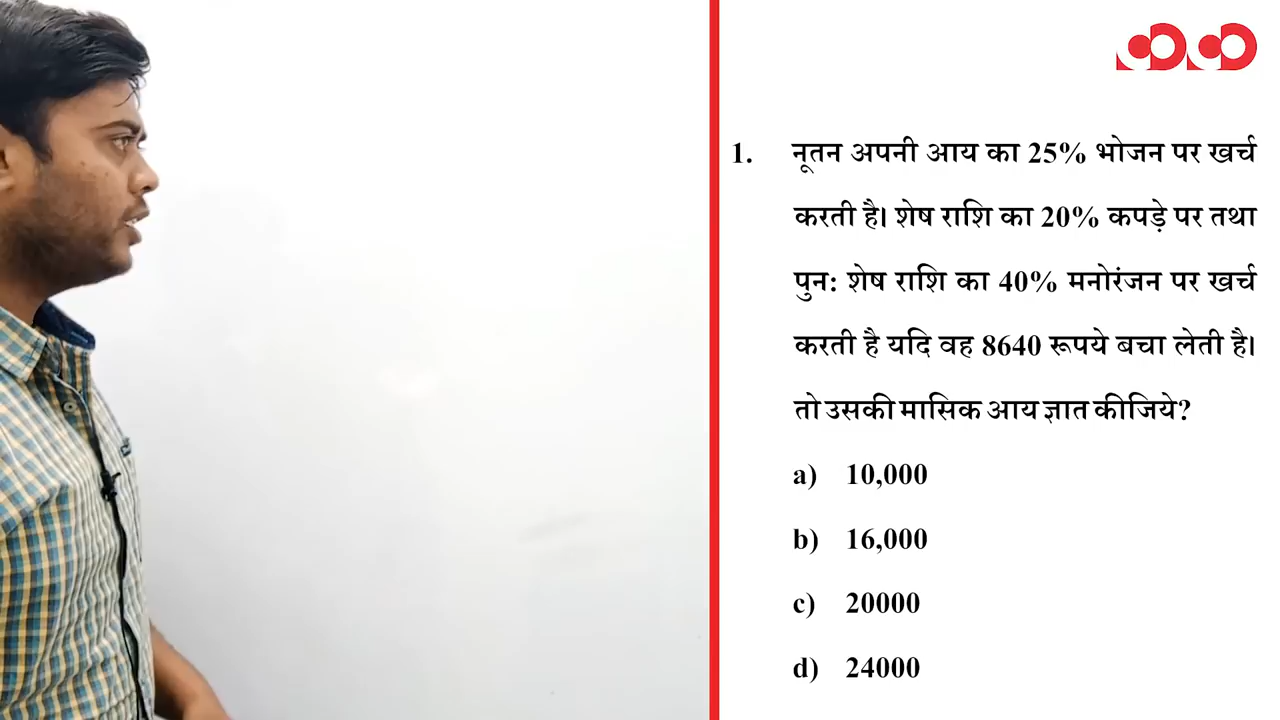 1. नूतन अपनी आय का 25% भोजन पर खर्च
करती है। शेष राशि का 20% कपड़े पर तथा
पुन: शेष राशि का 40% मनोरंजन पर खर्च
करती है यदि वह 8640 रूपये बचा लेती है।
तो उसकी मासिक आय ज्ञात कीजिये?
a) 10,000
b) 16,000
c) 20000
d) 24000